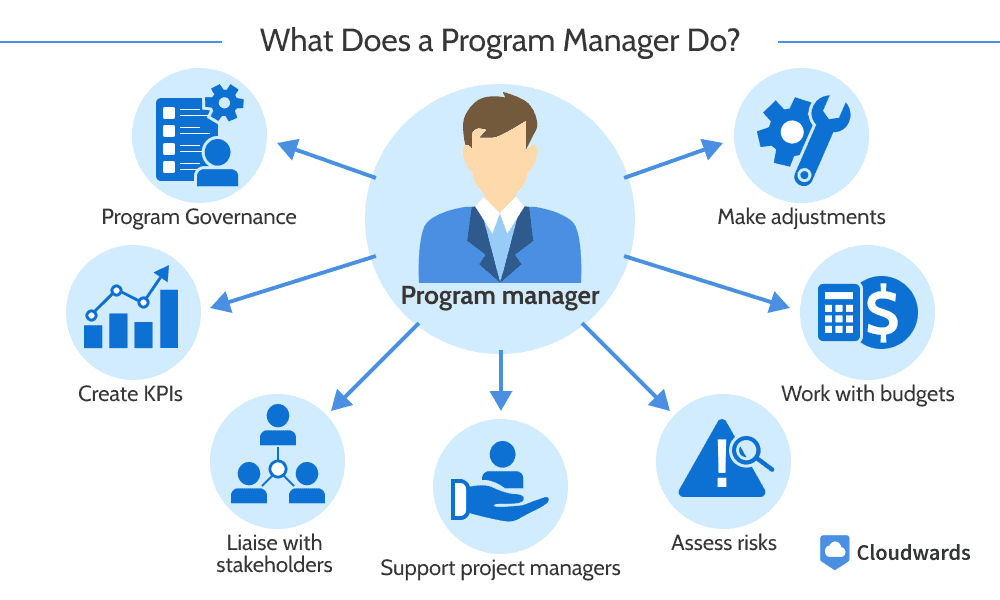 What Does a Program Manager Do?
Program Governance
Make adjustments
Program manager
Create KPIs
Work with budgets
Liaise with
stakeholders
Support project managers
Assess risks
Cloudwards
$
!